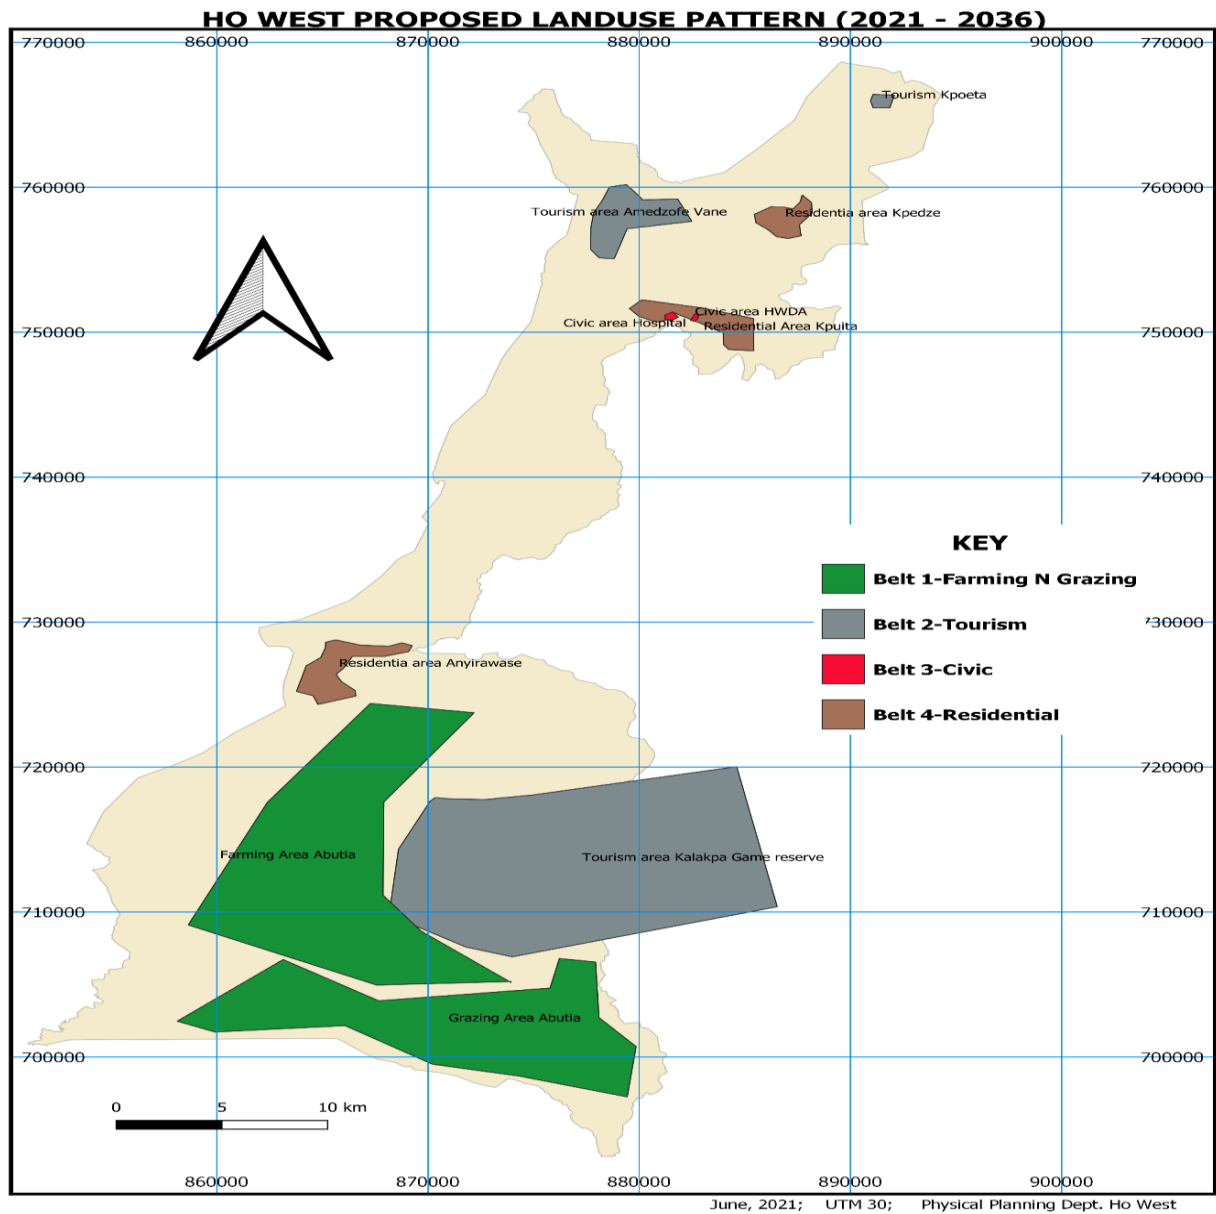 HO WEST PROPOSED LANDUSE PATTERN (2021 - 2036)
770000 860000 870000 880000 890000 900000 770000
Tourism Kpoeta
760000 760000
Tourism area Amedzofe Vane
Residentia area Kpedze
Civic area HWDA
Civic area Hospital
Residential Area Kpuita
750000 750000
740000 740000
KEY
Belt 1-Farming N Grazing
Belt 2-Tourism
730000 730000
Residentia area Anyirawase
Belt 3-Civic
Belt 4-Residential
720000 720000
Farming Area Abutia
Tourism area Kalakpa Game reserve
710000 710000
Grazing Area Abutia
700000 700000
0 5 10 km
860000 870000 880000 890000 900000
June, 2021; UTM 30; Physical Planning Dept. Ho West